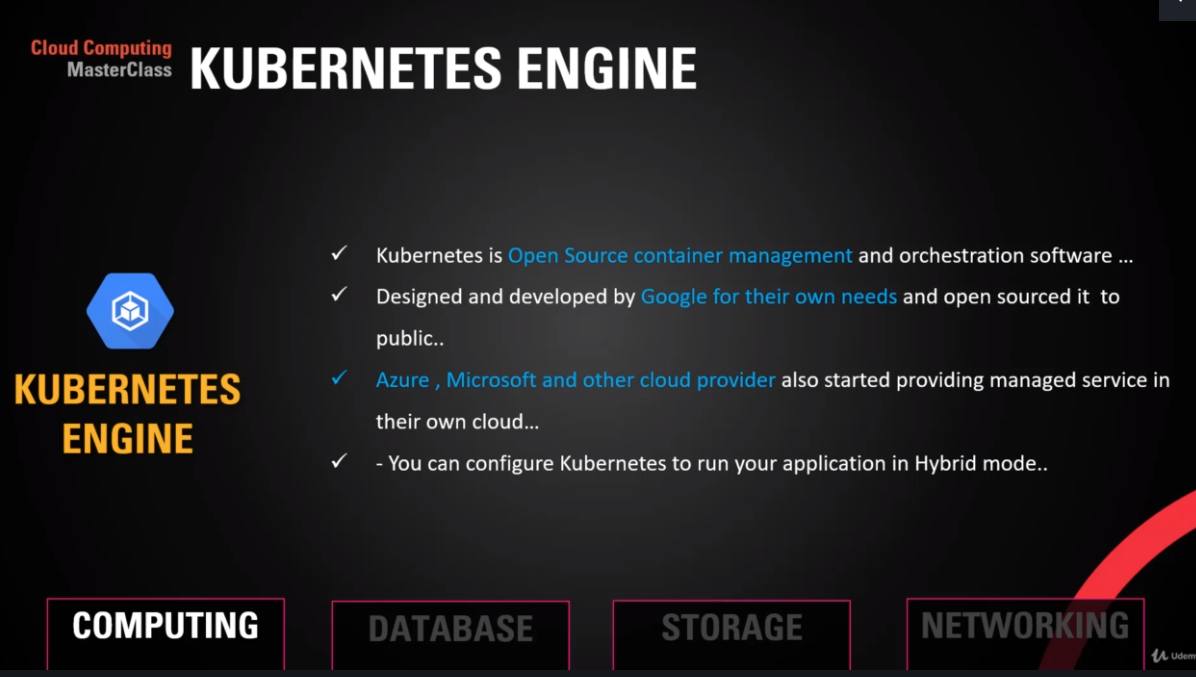 Cloud Computing
MasterClass
KUBERNETES ENGINE
Kubernetes is Open Source container management and orchestration software ...
Designed and developed by Google for their own needs and open sourced it to
public..
Azure , Microsoft and other cloud provider also started providing managed service in
their own cloud...
- You can configure Kubernetes to run your application in Hybrid mode..
KUBERNETES
ENGINE
COMPUTING
DATABASE
STORAGE
NETWORKING